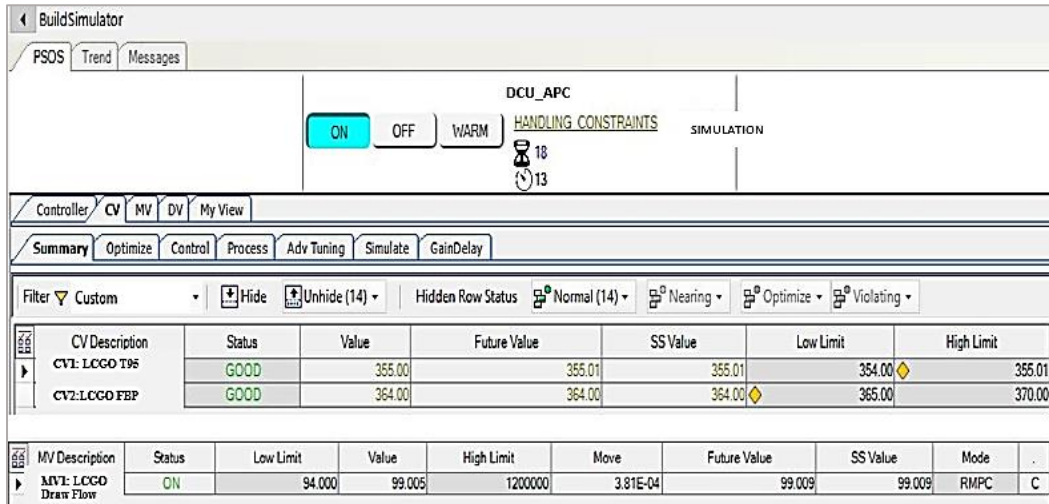 BuildSimulator
PSOS Trend Messages
DCU_APC
ON OFF WARM HANDLING CONSTRAINTS SIMULATION
18
13
Controller CV MV DV My View
Summary Optimize Control Process Adv Tuning Simulate GainDelay
Filter Custom Hide Unhide (14) Hidden Row Status Normal (14) Nearing Optimize Violating
CV Description Status Value Future Value SS Value Low Limit High Limit
CV1: LCGO T95 GOOD 355.00 355.01 355.01 354.00 355.01
CV2:LCGO FBP GOOD 364.00 364.00 364.00 365.00 370.00
MV Description Status Low Limit Value High Limit Move Future Value SS Value Mode .
MV1: LCGO Draw Flow ON 94.000 99.005 1200000 3.81E-04 99.009 99.009 RMPC C